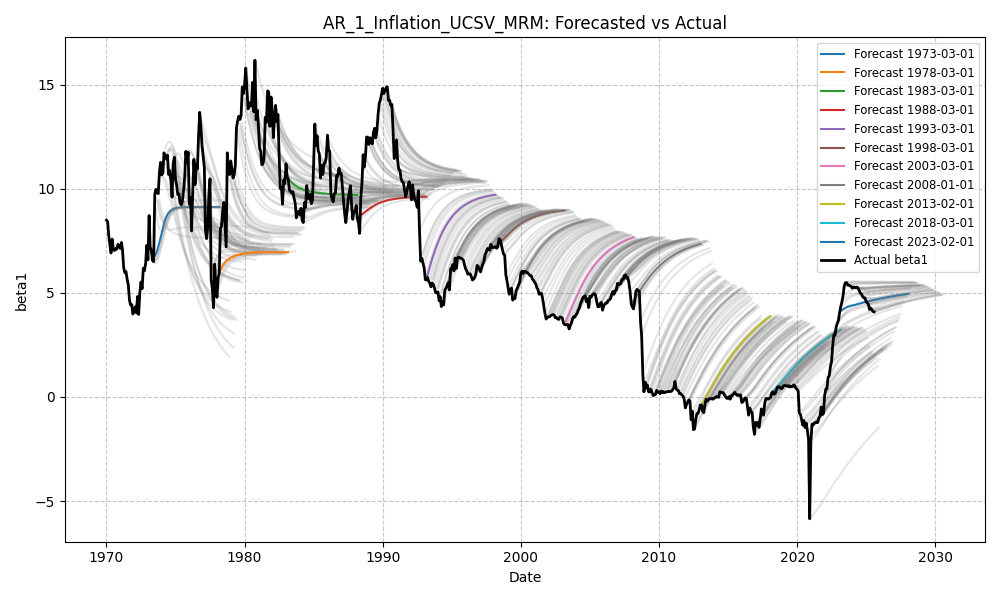 AR_1_Inflation_UCSV_MRM: Forecasted vs Actual
Forecast 1973-03-01
Forecast 1978-03-01
Forecast 1983-03-01
Forecast 1988-03-01
Forecast 1993-03-01
Forecast 1998-03-01
Forecast 2003-03-01
Forecast 2008-01-01
Forecast 2013-02-01
Forecast 2018-03-01
Forecast 2023-02-01
Actual beta1
beta1
15
10
5
0
−5
1970 1980 1990 2000 2010 2020 2030
Date